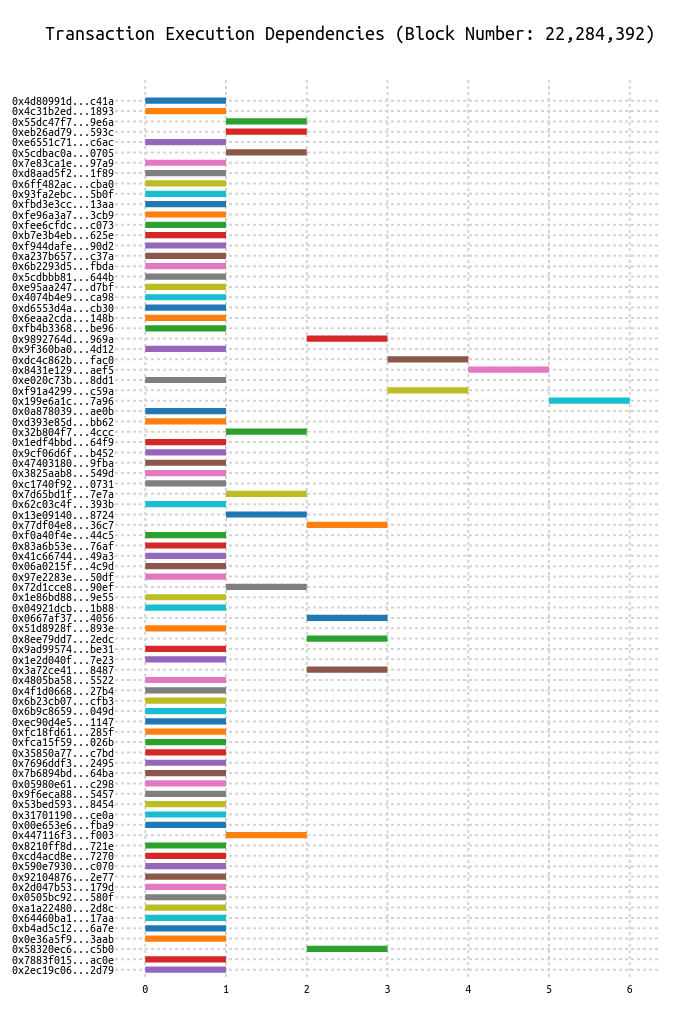 Transaction Execution Dependencies (Block Number: 22,284,392)
0x4d80991d...c41a
0x4c31b2ed...1893
0x55dc47f7...9e6a
0xeb26ad79...593c
0xe6551c71...c6ac
0x5cdbac0a...0705
0x7e83ca1e...97a9
0xd8aad5f2...1f89
0x6ff482ac...cba0
0x93fa2ebc...5b0f
0xfbd3e3cc...13aa
0xfe96a3a7...3cb9
0xfee6cfdc...c073
0xb7e3b4eb...625e
0xf944dafe...90d2
0xa237b657...c37a
0x6b2293d5...fbda
0x5cdbbb81...644b
0xe95aa247...d7bf
0x4074b4e9...ca98
0xd6553d4a...cb30
0x6eaa2cda...148b
0xfb4b3368...be96
0x9892764d...969a
0x9f360ba0...4d12
0xdc4c862b...fac0
0x8431e129...aef5
0xe020c73b...8dd1
0xf91a4299...c59a
0x199e6a1c...7a96
0x0a878039...ae0b
0xd393e85d...bb62
0x32b804f7...4ccc
0x1edf4bbd...64f9
0x9cf06d6f...b452
0x47403180...9fba
0x3825aab8...549d
0xc1740f92...0731
0x7d65bd1f...7e7a
0x62c03c4f...393b
0x13e09140...8724
0x77df04e8...36c7
0xf0a40f4e...44c5
0x83a6b53e...76af
0x41c66744...49a3
0x06a0215f...4c9d
0x97e2283e...50df
0x72d1cce8...90ef
0x1e86bd88...9e55
0x04921dcb...1b88
0x0667af37...4056
0x51d8928f...893e
0x8ee79dd7...2edc
0x9ad99574...be31
0x1e2d040f...7e23
0x3a72ce41...8487
0x4805ba58...5522
0x4f1d0668...27b4
0x6b23cb07...cfb3
0x6b9c8659...049d
0xec90d4e5...1147
0xfc18fd61...285f
0xfca15f59...026b
0x35850a77...c7bd
0x7696ddf3...2495
0x7b6894bd...64ba
0x05980e61...c298
0x9f6eca88...5457
0x53bed593...8454
0x31701190...ce0a
0x00e653e6...fba9
0x447116f3...f003
0x8210ff8d...721e
0xcd4acd8e...7270
0x590e7930...c070
0x92104876...2e77
0x2d047b53...179d
0x0505bc92...580f
0xa1a22480...2d8c
0x64460ba1...17aa
0xb4ad5c12...6a7e
0x0e36a5f9...3aab
0x58320ec6...c5b0
0x7883f015...ac0e
0x2ec19c06...2d79
0 1 2 3 4 5 6